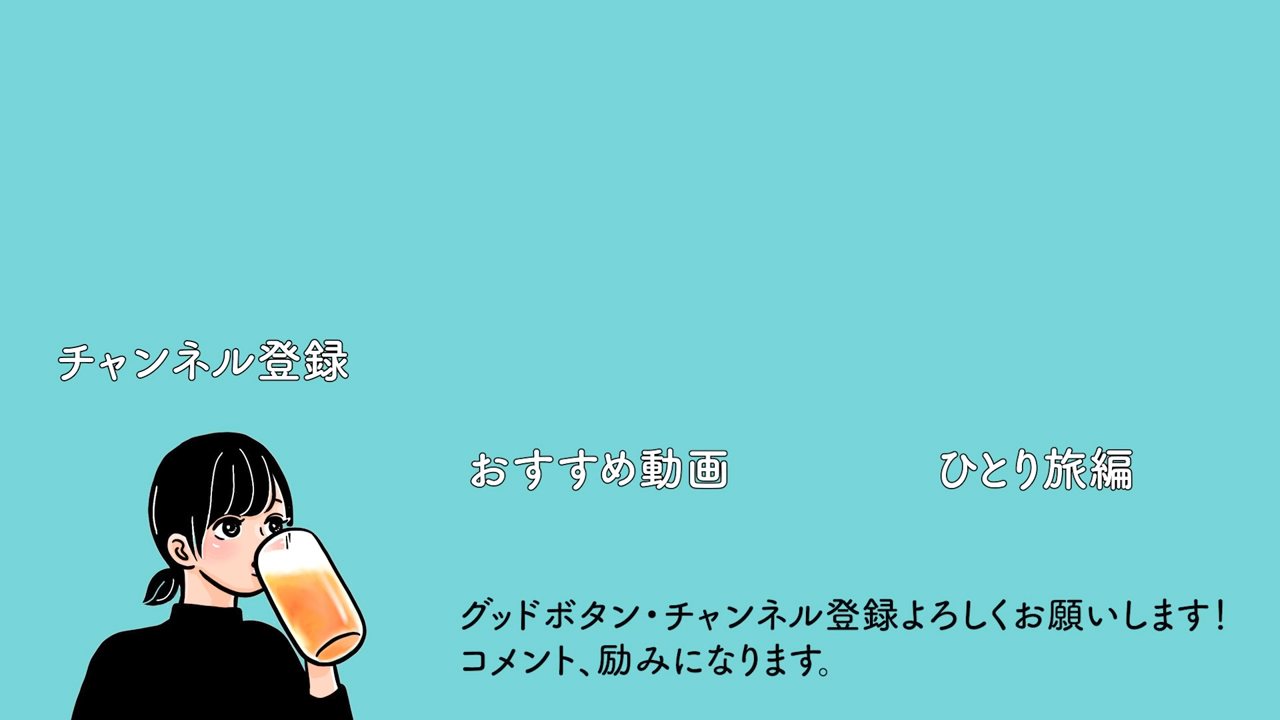 チャンネル登録
おすすめ動画
ひとり旅編
グッドボタン・チャンネル登録よろしくお願いします！
コメント、励みになります。